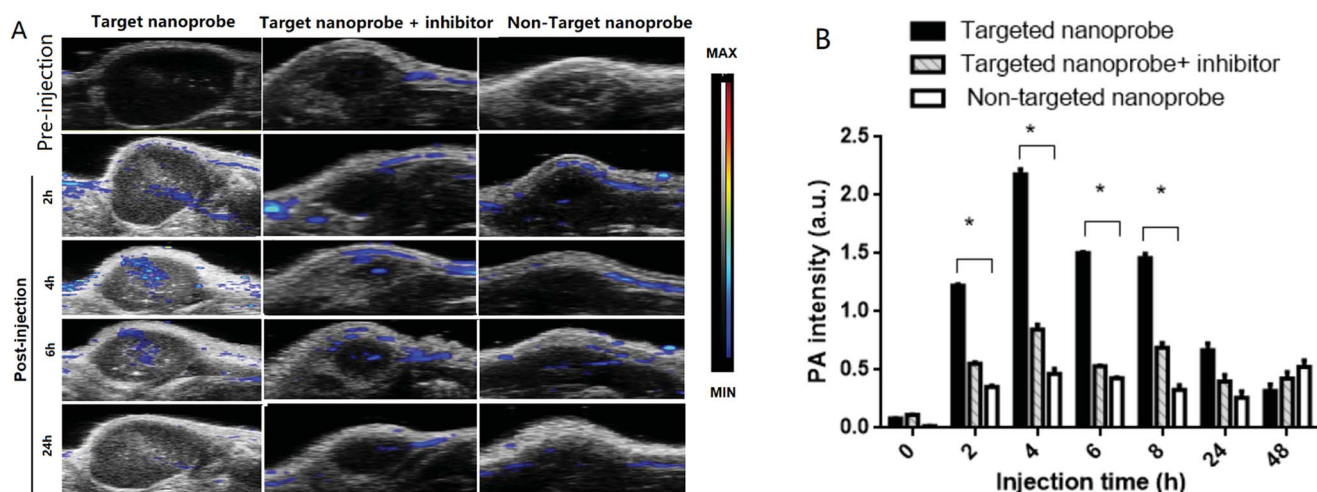 A
Target nanoprobe
Target nanoprobe + inhibitor
Non-Target nanoprobe
Pre-injection
Post-injection
2h
4h
6h
24h
MAX
MIN
B
Targeted nanoprobe
Targeted nanoprobe+ inhibitor
Non-targeted nanoprobe
PA intensity (a.u.)
2.5
2.0
1.5
1.0
0.5
0.0
*
*
*
*
0 2 4 6 8 24 48
Injection time (h)